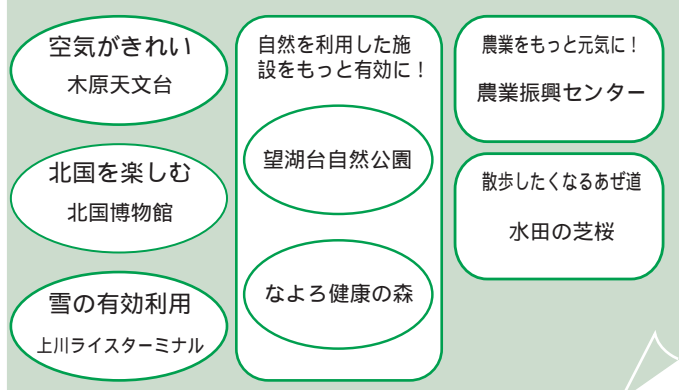 空気がきれい
木原天文台
北国を楽しむ
北国博物館
雪の有効利用
上川ライスターミナル
自然を利用した施
設をもっと有効に！
望湖台自然公園
なよろ健康の森
農業をもっと元気に！
農業振興センター
散歩したくなるあぜ道
水田の芝桜